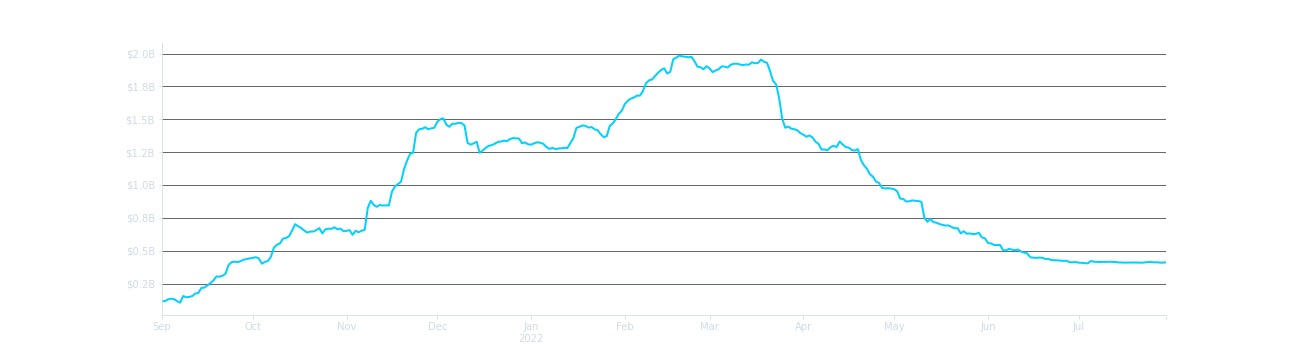 $2.0B
$1.8B
$1.5B
$1.2B
$1.0B
$0.8B
$0.5B
$0.2B
Sep Oct Nov Dec Jan Feb Mar Apr May Jun Jul
2022